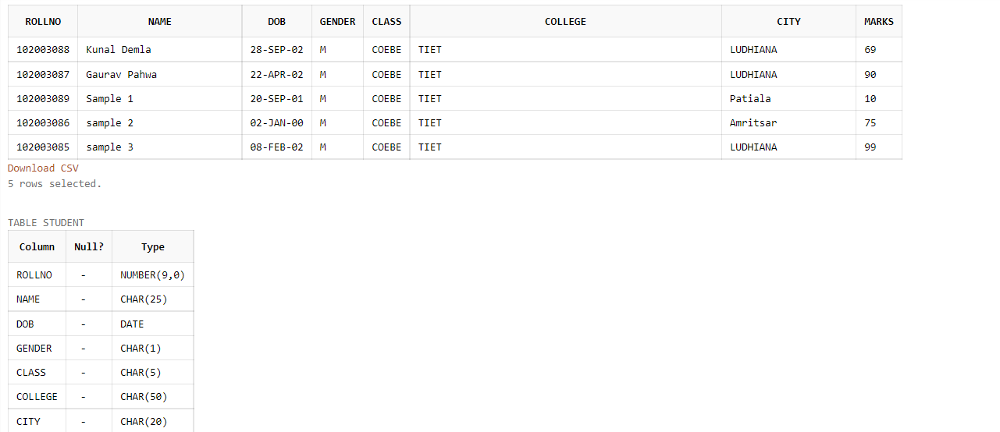 ROLLNO NAME DOB GENDER CLASS COLLEGE CITY MARKS
102003088 Kunal Demla 28-SEP-02 M COEBE TIET LUDHIANA 69
102003087 Gaurav Pahwa 22-APR-02 M COEBE TIET LUDHIANA 90
102003089 Sample 1 20-SEP-01 M COEBE TIET Patiala 10
102003086 sample 2 02-JAN-00 M COEBE TIET Amritsar 75
102003085 sample 3 08-FEB-02 M COEBE TIET LUDHIANA 99
Download CSV
5 rows selected.
TABLE STUDENT
Column Null? Type
ROLLNO - NUMBER(9,0)
NAME - CHAR(25)
DOB - DATE
GENDER - CHAR(1)
CLASS - CHAR(5)
COLLEGE - CHAR(50)
CITY - CHAR(20)